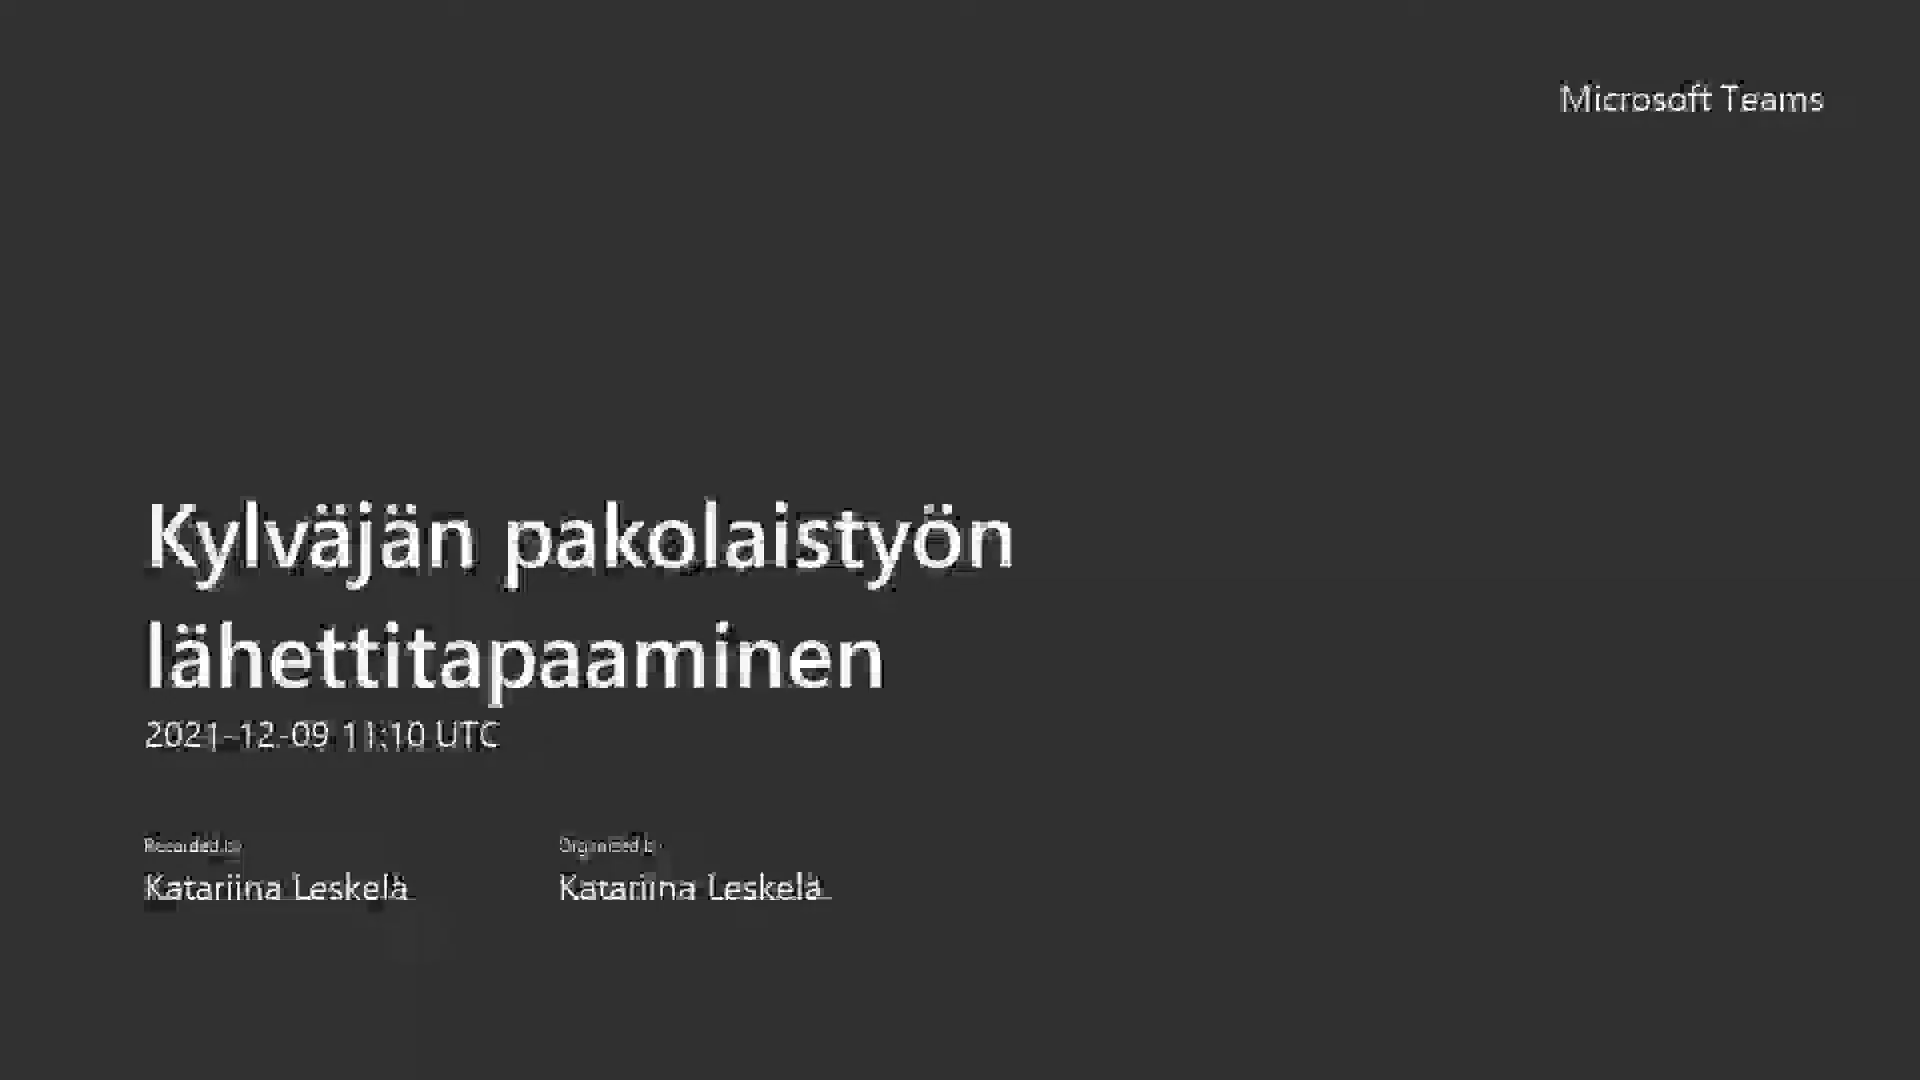 Microsoft Teams
Kylväjän pakolaistyön
lähettitapaaminen
2021-12-09 11:10 UTC
Recorded by
Organized by
Katariina Leskelä
Katariina Leskelä